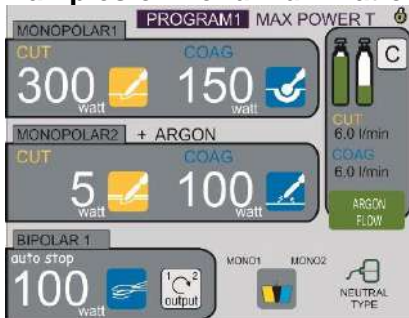 PROGRAM1 MAX POWER T
MONOPOLAR1
CUT
COAG
300 watt
150 watt
C
CUT
6.0 l/min
COAG
6.0 l/min
ARGON
FLOW
MONOPOLAR2 + ARGON
CUT
COAG
5 watt
100 watt
BIPOLAR 1
auto stop
100 watt
1 2
output
MONO1 MONO2
NEUTRAL
TYPE